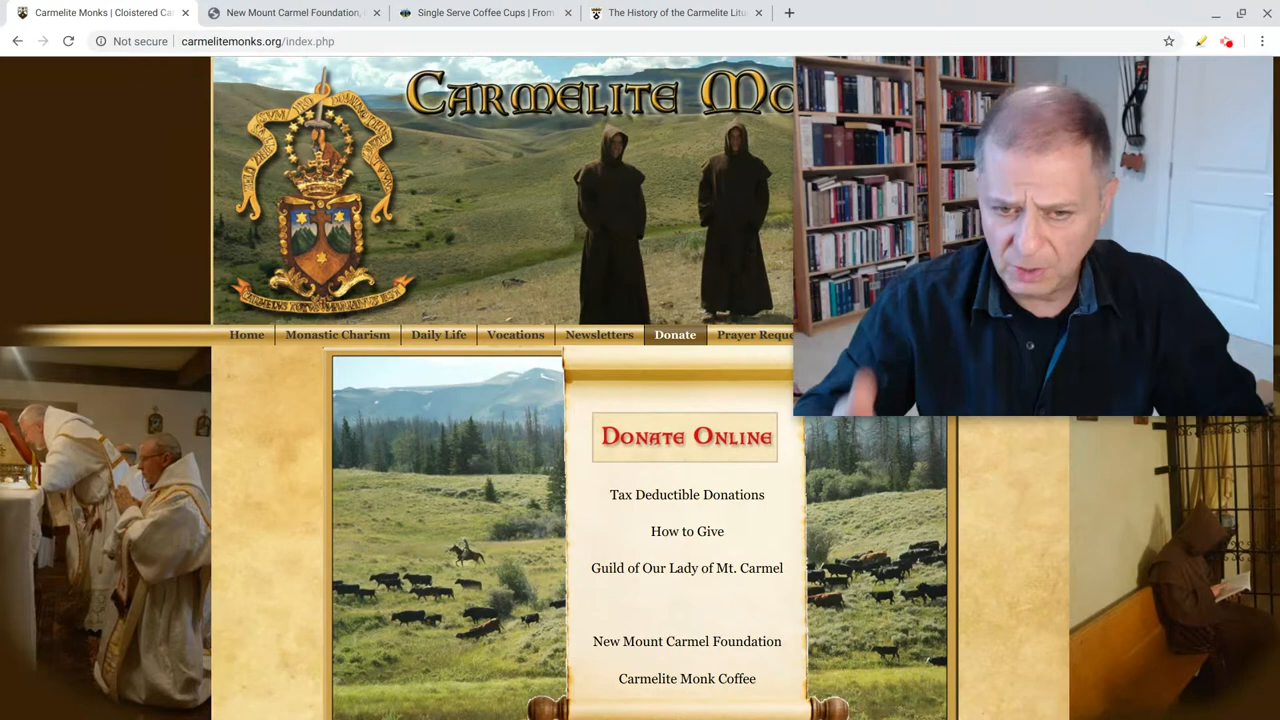 Carmelite Monks | Cloistered Ca
New Mount Carmel Foundation,
Single Serve Coffee Cups | From
The History of the Carmelite Litu
Not secure
carmelitemonks.org/index.php
CARMELITE MO
Home
Monastic Charism
Daily Life
Vocations
Newsletters
Donate
Prayer Reque
DONATE ONLINE
Tax Deductible Donations
How to Give
Guild of Our Lady of Mt. Carmel
New Mount Carmel Foundation
Carmelite Monk Coffee